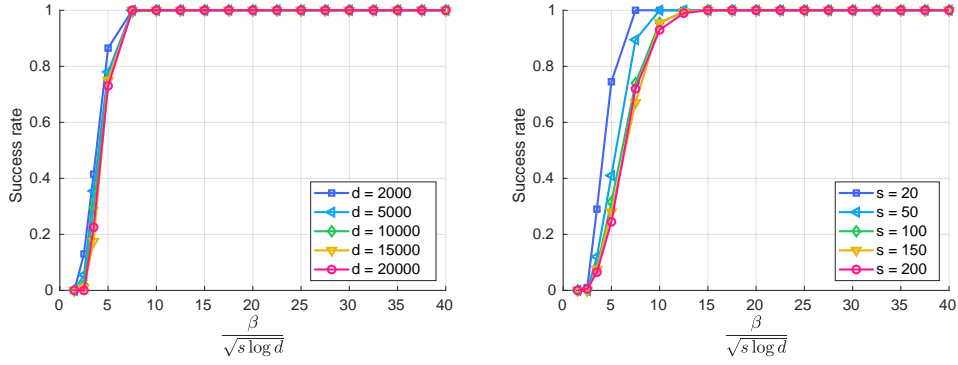 1
0.8
0.6
0.4
0.2
0
Success rate
0 5 10 15 20 25 30 35 40
β
√(s log d)
d = 2000
d = 5000
d = 10000
d = 15000
d = 20000
1
0.8
0.6
0.4
0.2
0
Success rate
0 5 10 15 20 25 30 35 40
β
√(s log d)
s = 20
s = 50
s = 100
s = 150
s = 200